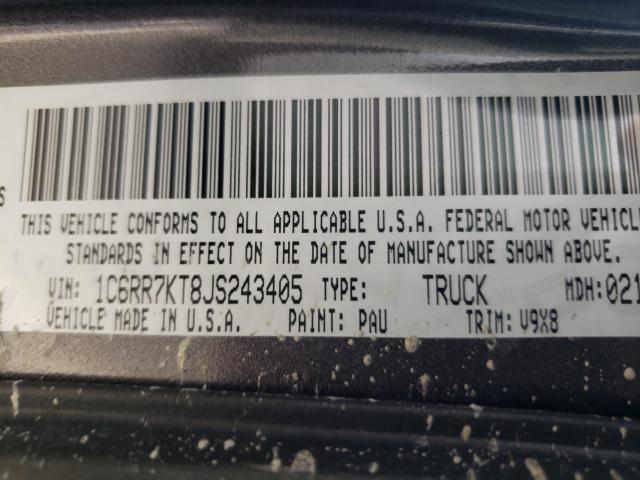 S
THIS VEHICLE CONFORMS TO ALL APPLICABLE U.S.A. FEDERAL MOTOR VEHICL
STANDARDS IN EFFECT ON THE DATE OF MANUFACTURE SHOWN ABOVE.
VIN: 1C6RR7KT8JS243405 TYPE: TRUCK MDH:021
VEHICLE MADE IN U.S.A. PAINT: PAU TRIM: V9X8